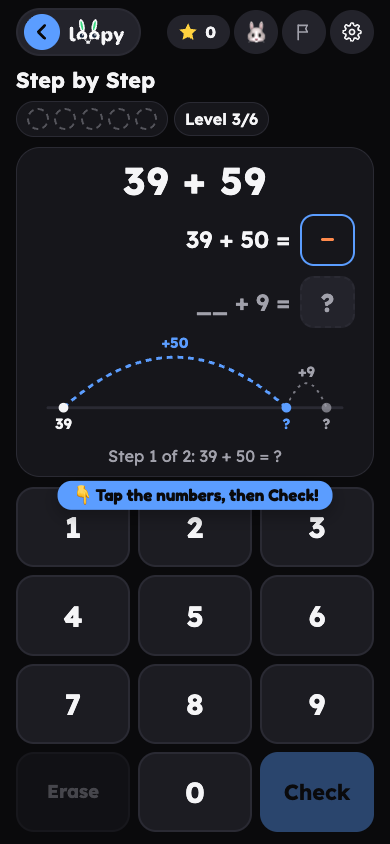 loopy
0
Step by Step
Level 3/6
39 + 59
39 + 50 = –
__ + 9 = ?
+50
+9
39 ? ?
Step 1 of 2: 39 + 50 = ?
👇 Tap the numbers, then Check!
1 2 3
4 5 6
7 8 9
Erase 0 Check